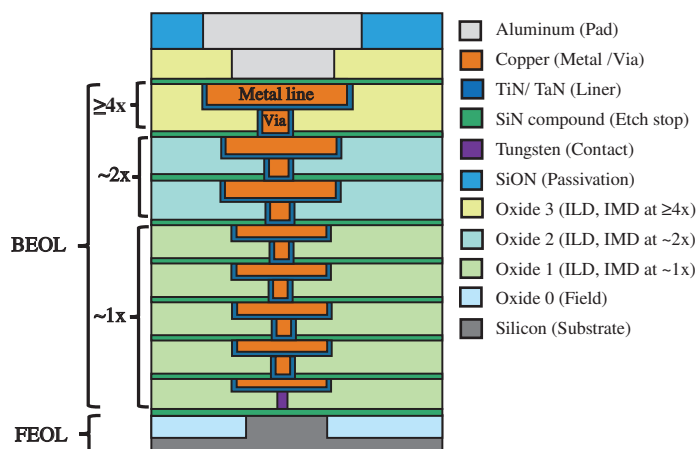 Aluminum (Pad)
Copper (Metal /Via)
TiN/ TaN (Liner)
SiN compound (Etch stop)
Tungsten (Contact)
SiON (Passivation)
Oxide 3 (ILD, IMD at ≥4x)
Oxide 2 (ILD, IMD at ~2x)
Oxide 1 (ILD, IMD at ~1x)
Oxide 0 (Field)
Silicon (Substrate)
≥4x
Metal line
Via
~2x
BEOL
~1x
FEOL